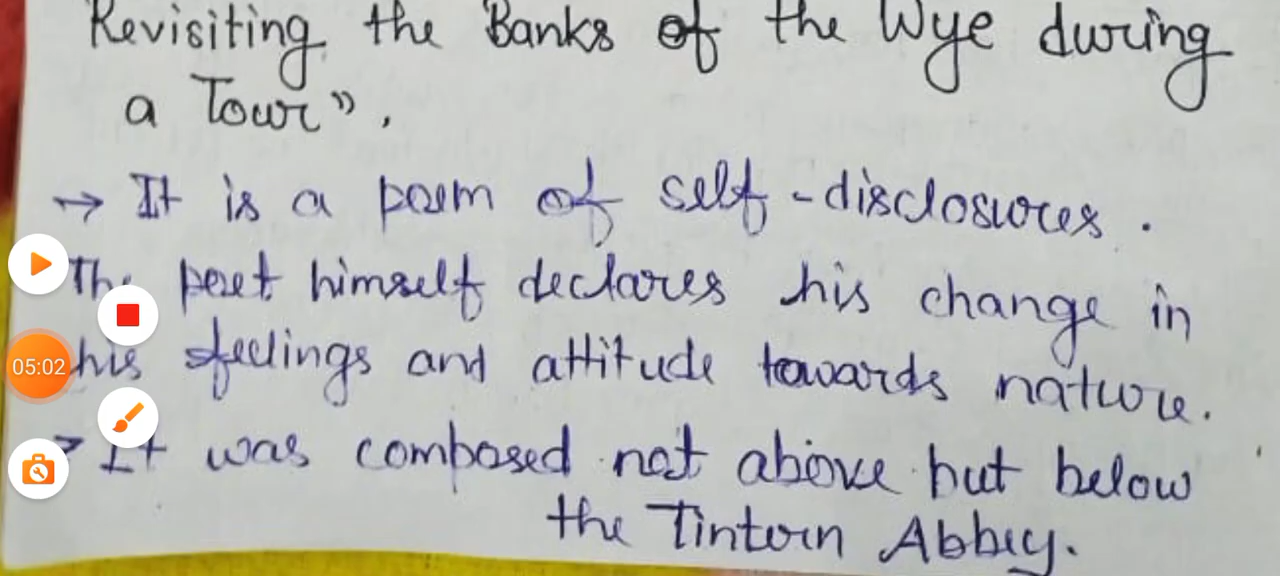 Revisiting the Banks of the Wye during
a Tour".
→ It is a poem of self-disclosures.
The poet himself declares his change in
his feelings and attitude towards nature.
→ It was composed not above but below
the Tintern Abbey.
05:02